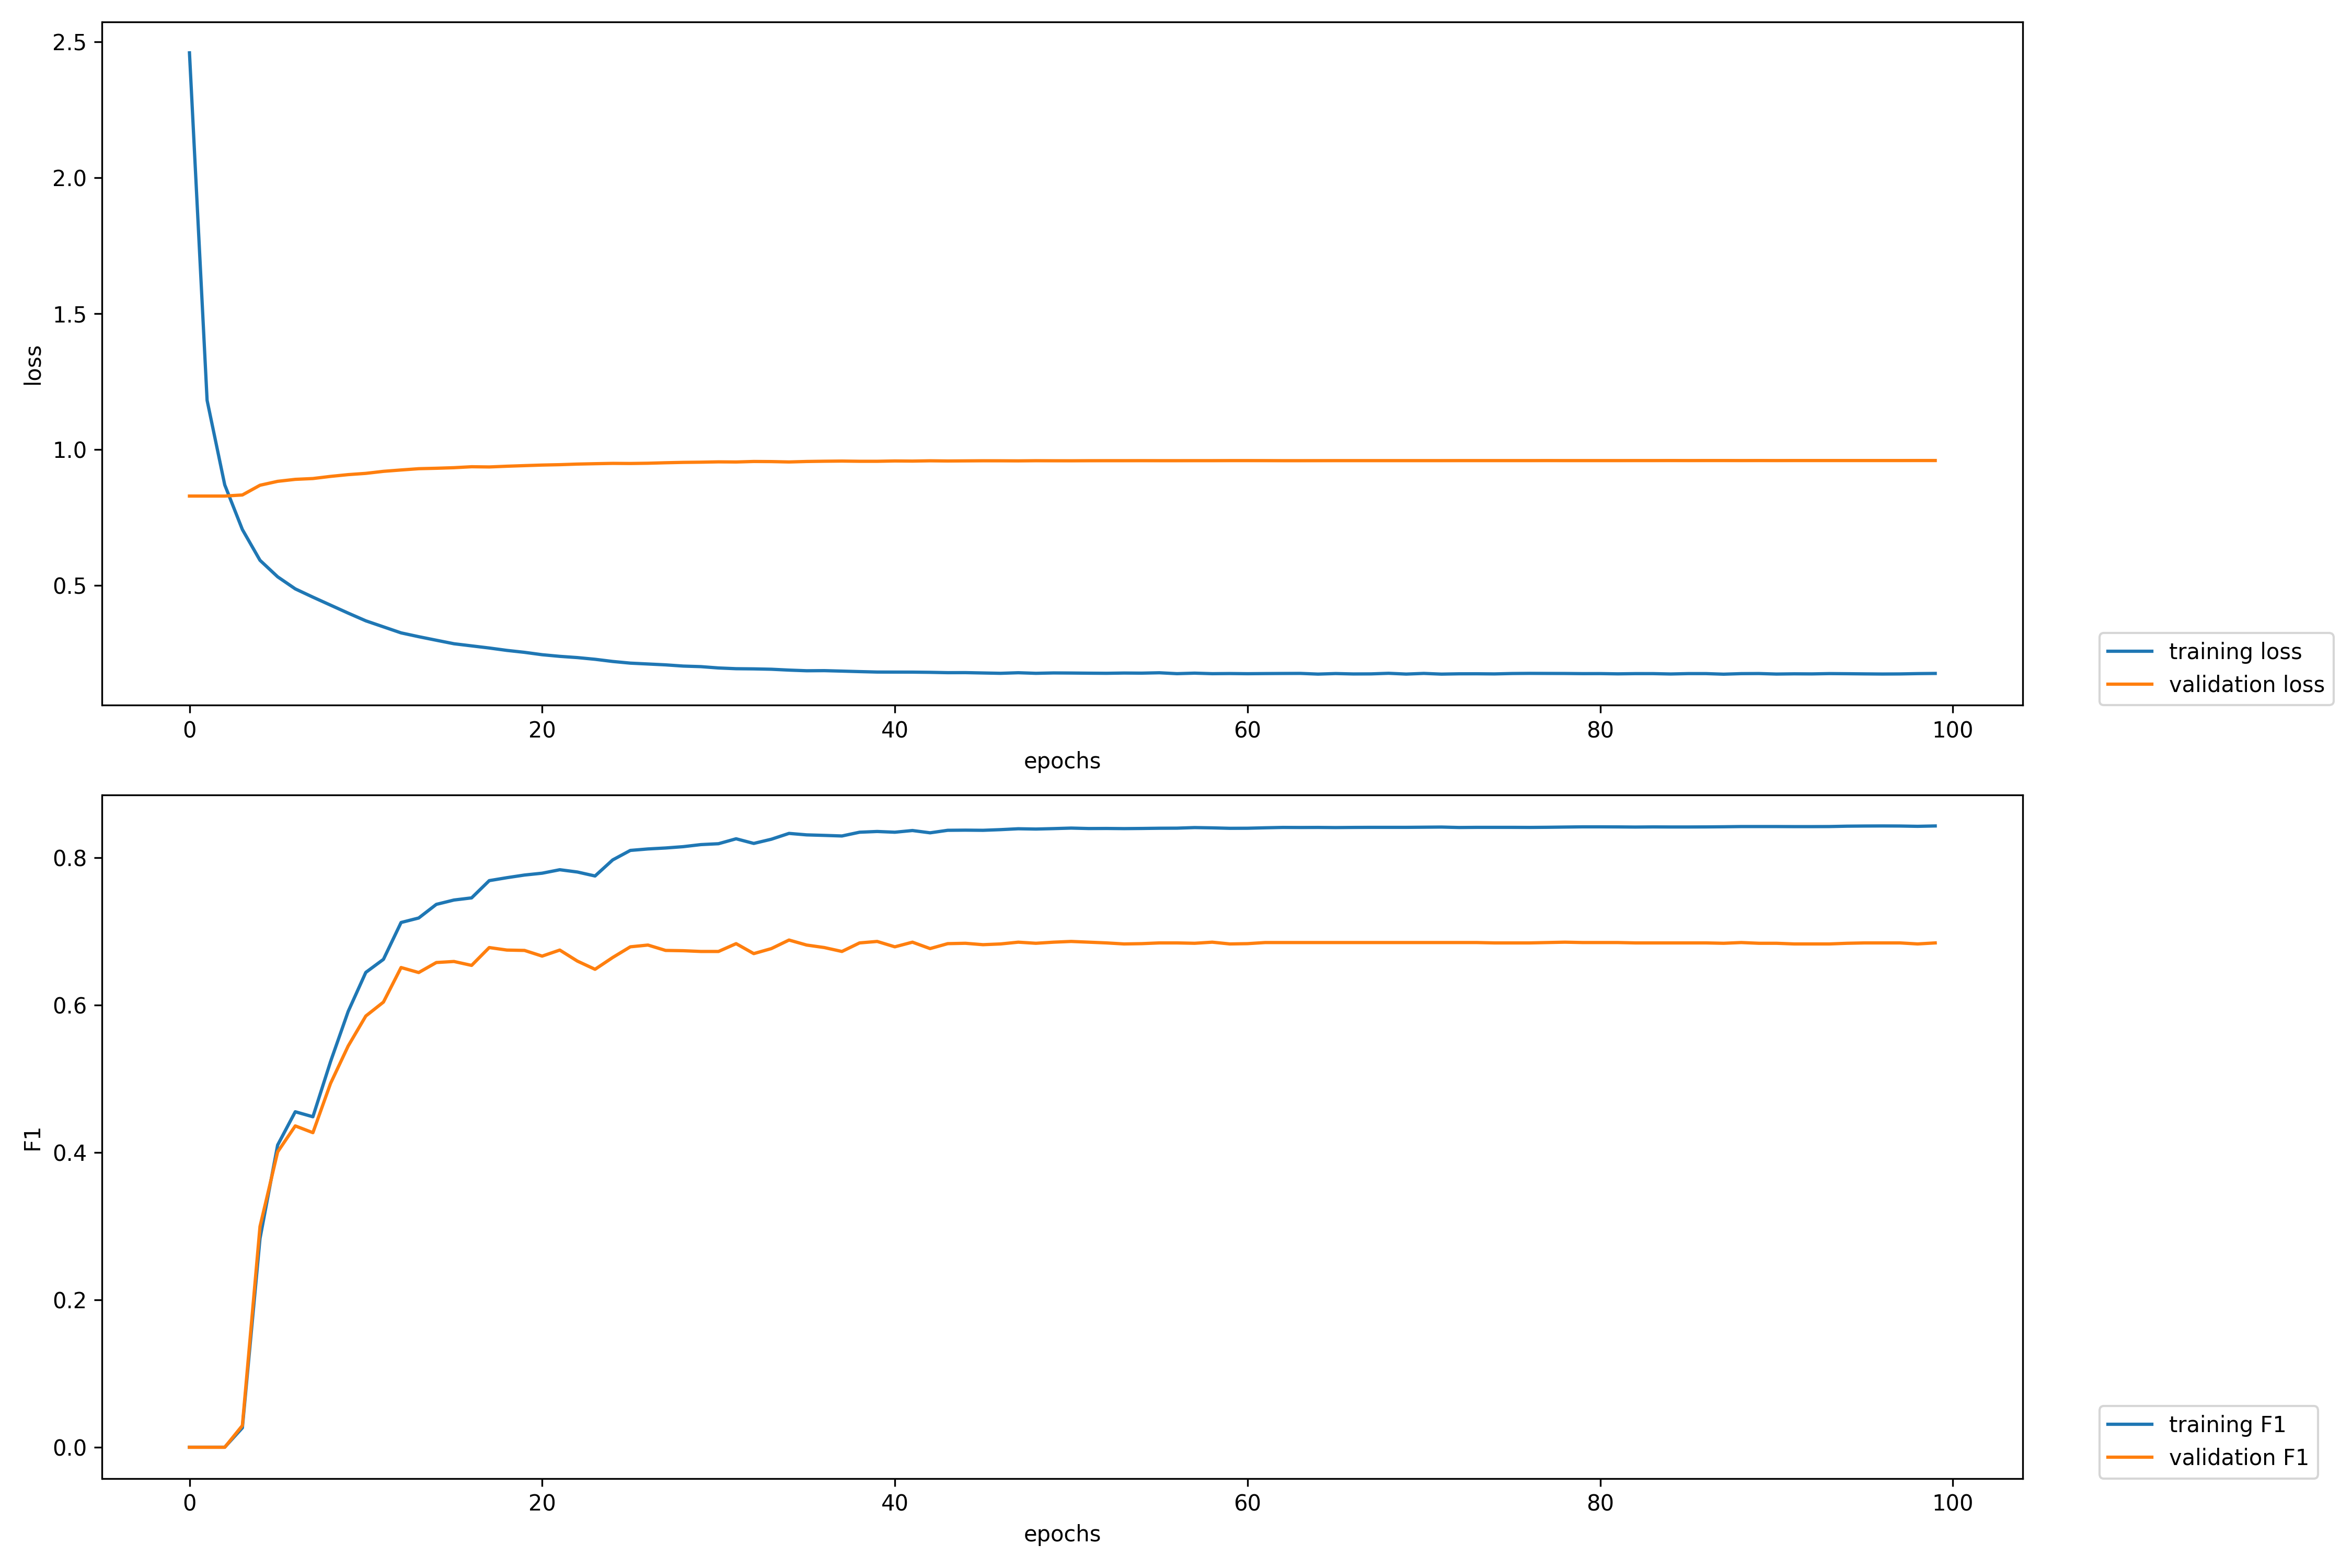 2.5
2.0
1.5
1.0
0.5
loss
0 20 40 60 80 100
epochs
training loss
validation loss
0.8
0.6
0.4
0.2
0.0
F1
0 20 40 60 80 100
epochs
training F1
validation F1